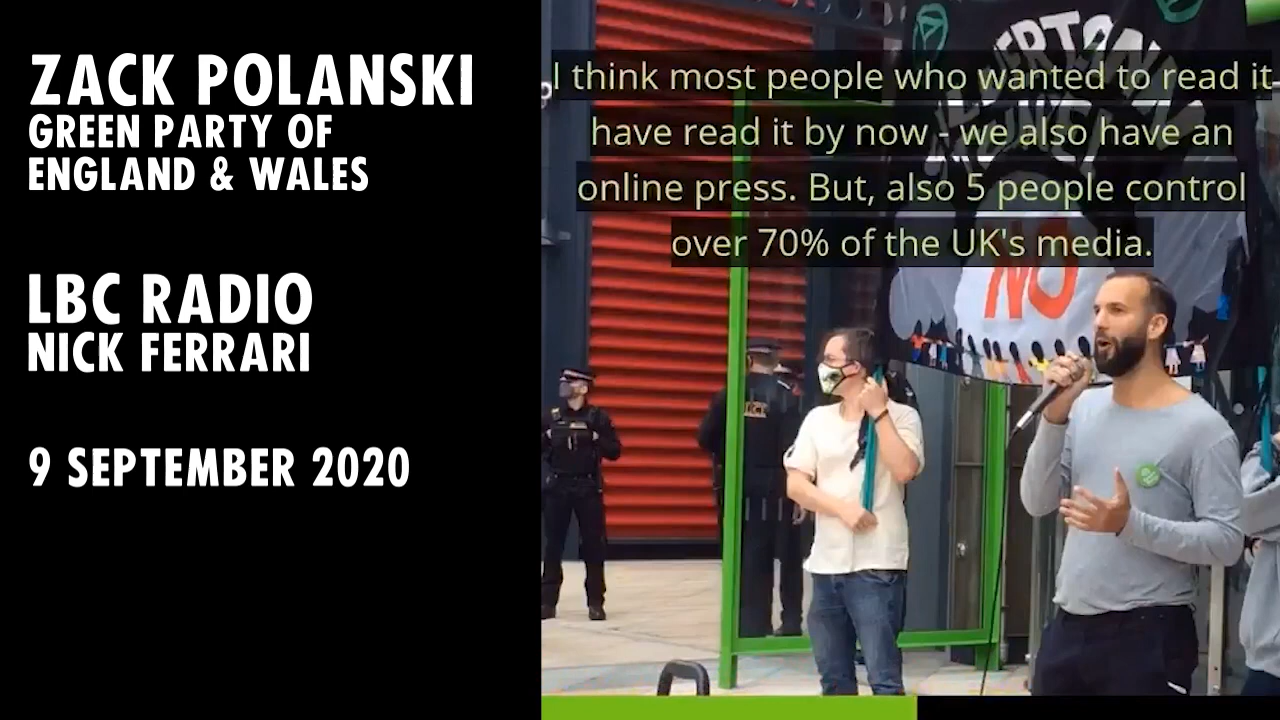 ZACK POLANSKI
GREEN PARTY OF
ENGLAND & WALES
LBC RADIO
NICK FERRARI
9 SEPTEMBER 2020
I think most people who wanted to read it
have read it by now - we also have an
online press. But, also 5 people control
over 70% of the UK's media.
NO